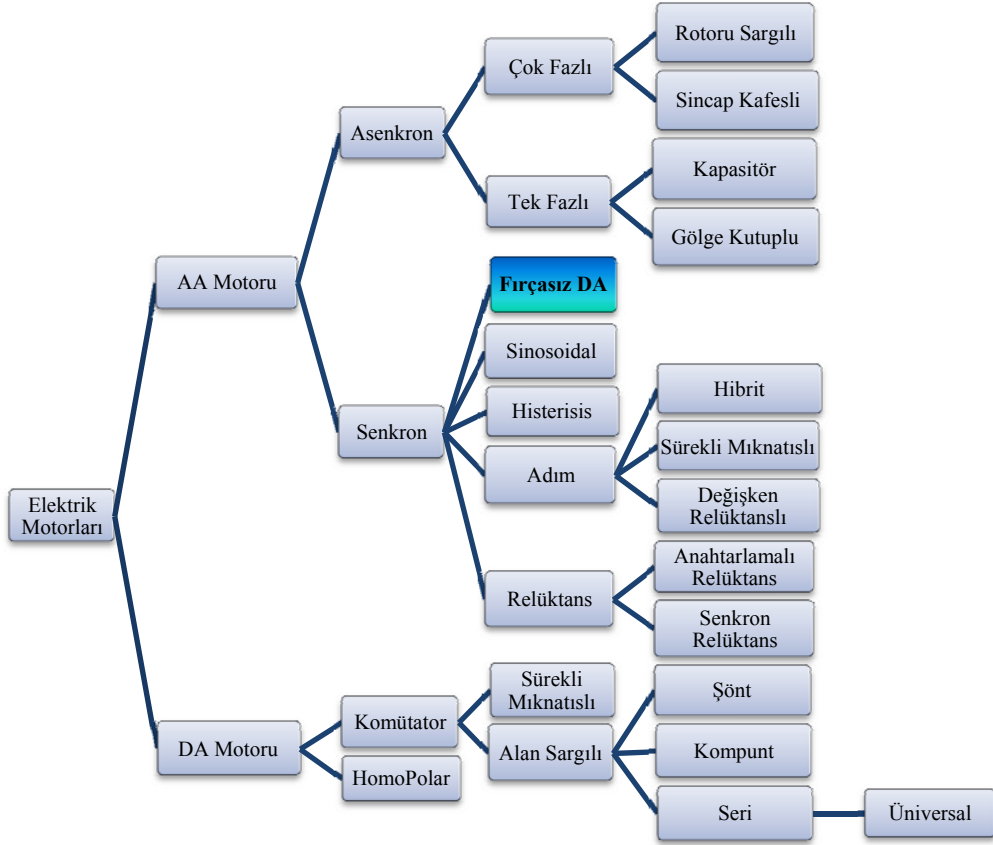 Elektrik
Motorları
AA Motoru
Asenkron
Çok Fazlı
Rotoru Sargılı
Sincap Kafesli
Tek Fazlı
Kapasitör
Gölge Kutuplu
Senkron
Fırçasız DA
Sinosoidal
Histerisis
Adım
Hibrit
Sürekli Mıknatıslı
Değişken
Relüktanslı
Relüktans
Anahtarlamalı
Relüktans
Senkron
Relüktans
DA Motoru
Komütator
Sürekli
Mıknatıslı
Alan Sargılı
Şönt
Kompunt
Seri
Üniversal
HomoPolar